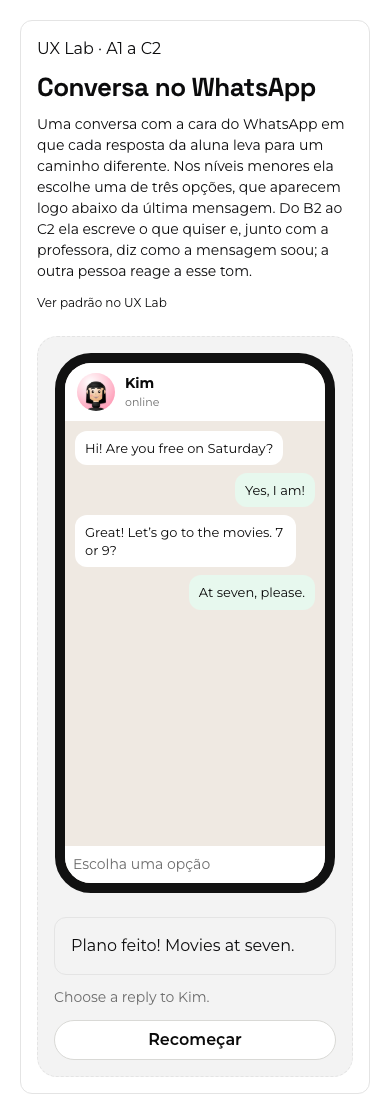 UX Lab · A1 a C2
Conversa no WhatsApp
Uma conversa com a cara do WhatsApp em
que cada resposta da aluna leva para um
caminho diferente. Nos níveis menores ela
escolhe uma de três opções, que aparecem
logo abaixo da última mensagem. Do B2 ao
C2 ela escreve o que quiser e, junto com a
professora, diz como a mensagem soou; a
outra pessoa reage a esse tom.
Ver padrão no UX Lab
Kim
online
Hi! Are you free on Saturday?
Yes, I am!
Great! Let’s go to the movies. 7
or 9?
At seven, please.
Escolha uma opção
Plano feito! Movies at seven.
Choose a reply to Kim.
Recomeçar